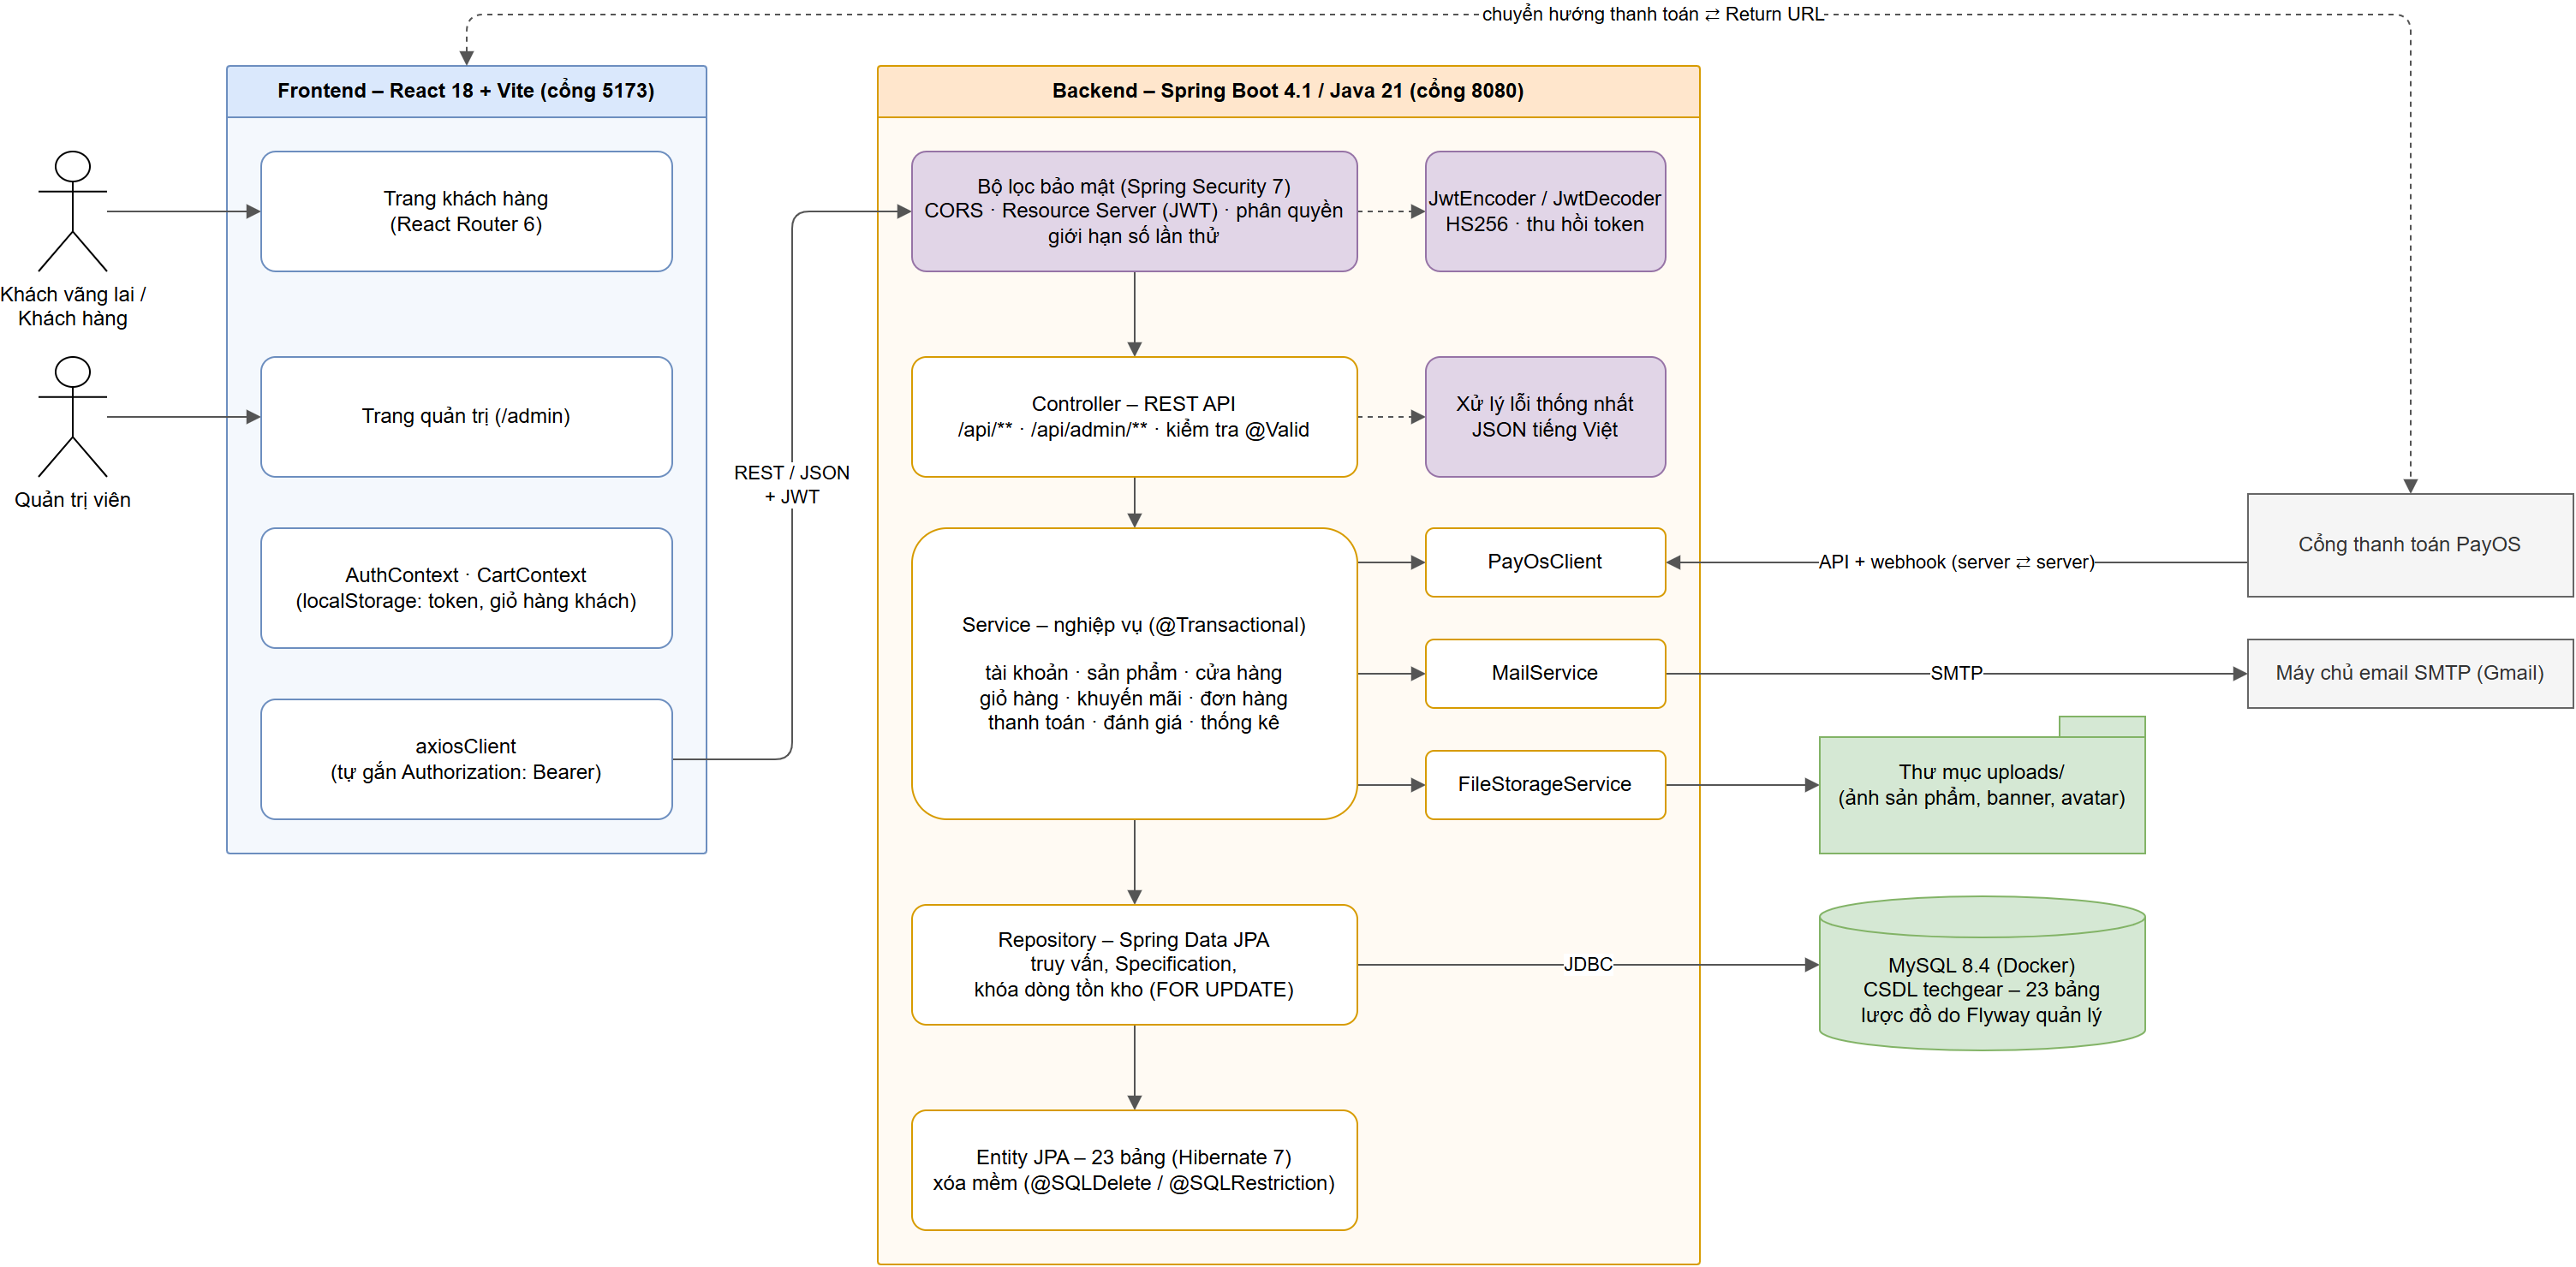 chuyển hướng thanh toán ⇄ Return URL
Frontend – React 18 + Vite (cổng 5173)
Trang khách hàng
(React Router 6)
Khách vãng lai /
Khách hàng
Trang quản trị (/admin)
Quản trị viên
AuthContext · CartContext
(localStorage: token, giỏ hàng khách)
axiosClient
(tự gắn Authorization: Bearer)
REST / JSON
+ JWT
Backend – Spring Boot 4.1 / Java 21 (cổng 8080)
Bộ lọc bảo mật (Spring Security 7)
CORS · Resource Server (JWT) · phân quyền
giới hạn số lần thử
JwtEncoder / JwtDecoder
HS256 · thu hồi token
Controller – REST API
/api/** · /api/admin/** · kiểm tra @Valid
Xử lý lỗi thống nhất
JSON tiếng Việt
Service – nghiệp vụ (@Transactional)
tài khoản · sản phẩm · cửa hàng
giỏ hàng · khuyến mãi · đơn hàng
thanh toán · đánh giá · thống kê
PayOsClient
MailService
FileStorageService
Repository – Spring Data JPA
truy vấn, Specification,
khóa dòng tồn kho (FOR UPDATE)
Entity JPA – 23 bảng (Hibernate 7)
xóa mềm (@SQLDelete / @SQLRestriction)
API + webhook (server ⇄ server)
Cổng thanh toán PayOS
SMTP
Máy chủ email SMTP (Gmail)
Thư mục uploads/
(ảnh sản phẩm, banner, avatar)
JDBC
MySQL 8.4 (Docker)
CSDL techgear – 23 bảng
lược đồ do Flyway quản lý